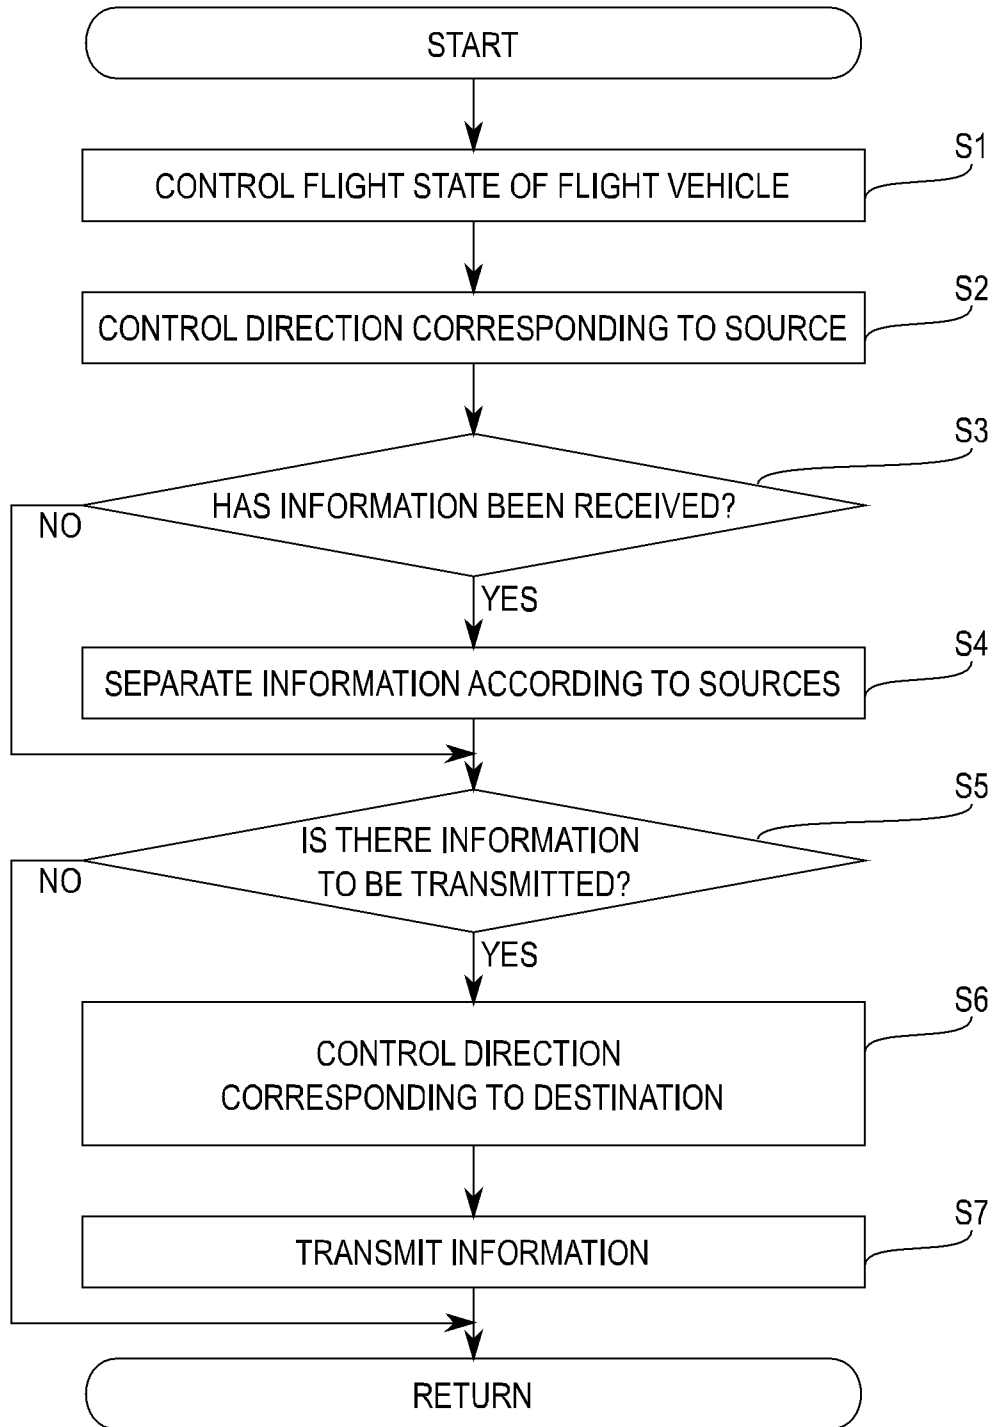 START
S1
CONTROL FLIGHT STATE OF FLIGHT VEHICLE
S2
CONTROL DIRECTION CORRESPONDING TO SOURCE
S3
HAS INFORMATION BEEN RECEIVED?
NO
YES
S4
SEPARATE INFORMATION ACCORDING TO SOURCES
S5
IS THERE INFORMATION
TO BE TRANSMITTED?
NO
YES
S6
CONTROL DIRECTION
CORRESPONDING TO DESTINATION
S7
TRANSMIT INFORMATION
RETURN